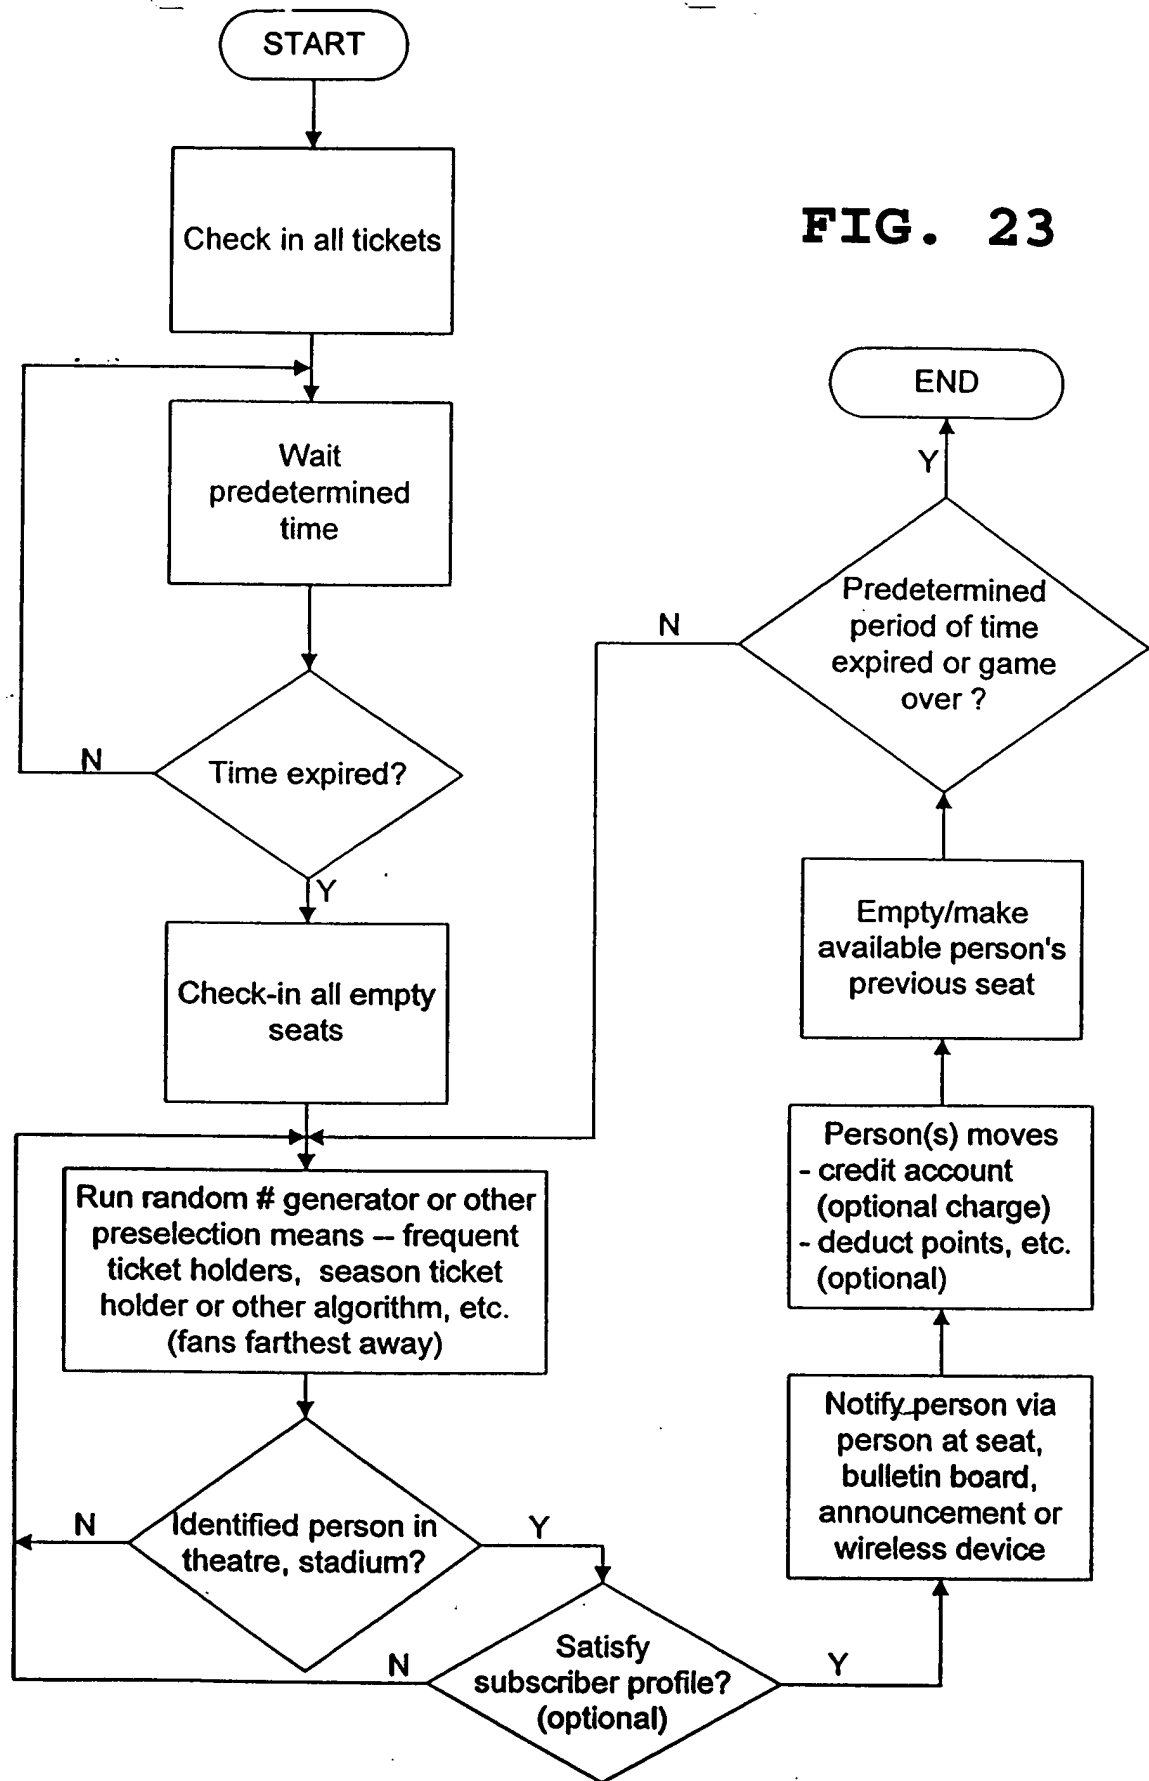 START
Check in all tickets
FIG. 23
Wait
predetermined
time
N
Time expired?
Y
Check-in all empty
seats
Run random # generator or other
preselection means -- frequent
ticket holders, season ticket
holder or other algorithm, etc.
(fans farthest away)
N
Identified person in
theatre, stadium?
Y
N
Satisfy
subscriber profile?
(optional)
Y
Notify person via
person at seat,
bulletin board,
announcement or
wireless device
Person(s) moves
- credit account
(optional charge)
- deduct points, etc.
(optional)
Empty/make
available person's
previous seat
Predetermined
period of time
expired or game
over ?
N
Y
END